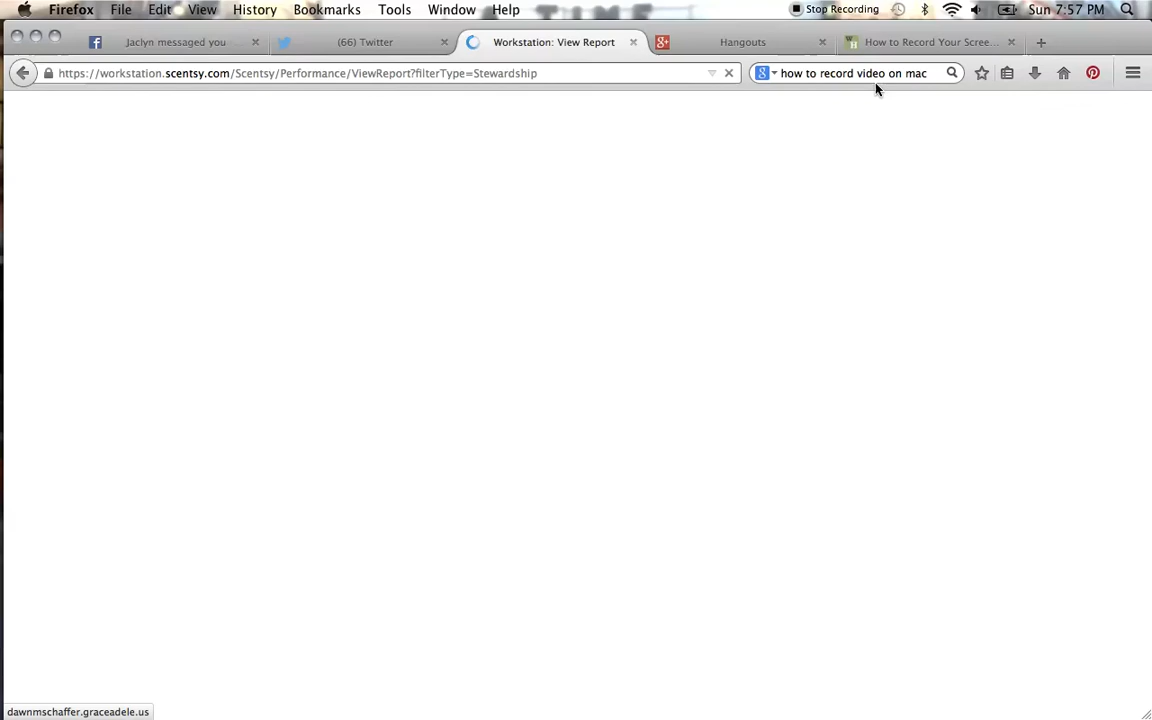 Firefox File Edit View History Bookmarks Tools Window Help Stop Recording Sun 7:57 PM
Jaclyn messaged you (66) Twitter Workstation: View Report Hangouts How to Record Your Scree...
https://workstation.scentsy.com/Scentsy/Performance/ViewReport?filterType=Stewardship how to record video on mac
dawnmschaffer.graceadele.us